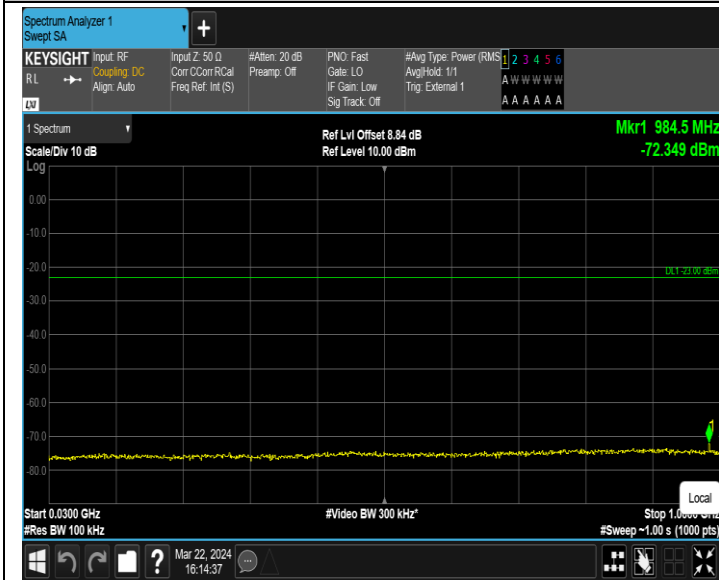 Spectrum Analyzer 1
Swept SA
+
KEYSIGHT
R L
LXI
Input: RF
Coupling: DC
Align: Auto
Input Z: 50 Ω
Corr CCorr RCal
Freq Ref: Int (S)
#Atten: 20 dB
Preamp: Off
PNO: Fast
Gate: LO
IF Gain: Low
Sig Track: Off
#Avg Type: Power (RMS
Avg|Hold: 1/1
Trig: External 1
1 2 3 4 5 6
A W W W W W
A A A A A A
1 Spectrum
Scale/Div 10 dB
Ref Lvl Offset 8.84 dB
Ref Level 10.00 dBm
Mkr1 984.5 MHz
-72.349 dBm
Log
0.00
-10.0
-20.0
DL1 -23.00 dBm
-30.0
-40.0
-50.0
-60.0
-70.0
-80.0
Local
Start 0.0300 GHz
#Video BW 300 kHz*
Stop 1.0000 GHz
#Res BW 100 kHz
#Sweep ~1.00 s (1000 pts)
?
Mar 22, 2024
16:14:37